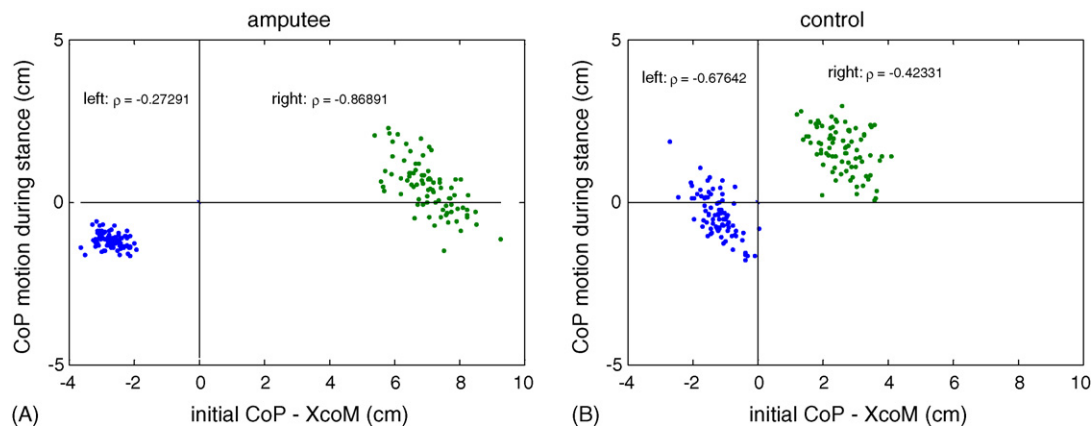 amputee
5
left: ρ = -0.27291
right: ρ = -0.86891
CoP motion during stance (cm)
0
-5
-4 -2 0 2 4 6 8 10
(A)
initial CoP - XcoM (cm)
control
5
left: ρ = -0.67642
right: ρ = -0.42331
CoP motion during stance (cm)
0
-5
-4 -2 0 2 4 6 8 10
(B)
initial CoP - XcoM (cm)